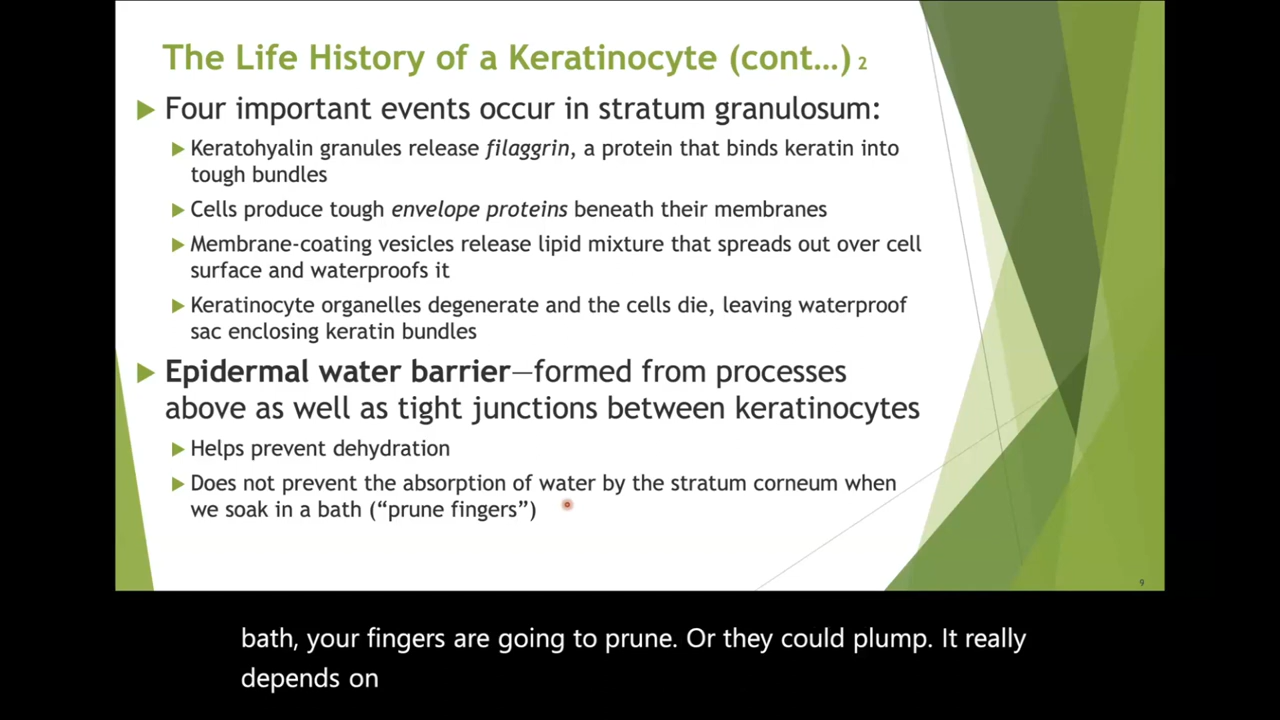 The Life History of a Keratinocyte (cont…) 2
Four important events occur in stratum granulosum:
Keratohyalin granules release filaggrin, a protein that binds keratin into
tough bundles
Cells produce tough envelope proteins beneath their membranes
Membrane-coating vesicles release lipid mixture that spreads out over cell
surface and waterproofs it
Keratinocyte organelles degenerate and the cells die, leaving waterproof
sac enclosing keratin bundles
Epidermal water barrier—formed from processes
above as well as tight junctions between keratinocytes
Helps prevent dehydration
Does not prevent the absorption of water by the stratum corneum when
we soak in a bath (“prune fingers”)
9
bath, your fingers are going to prune. Or they could plump. It really
depends on